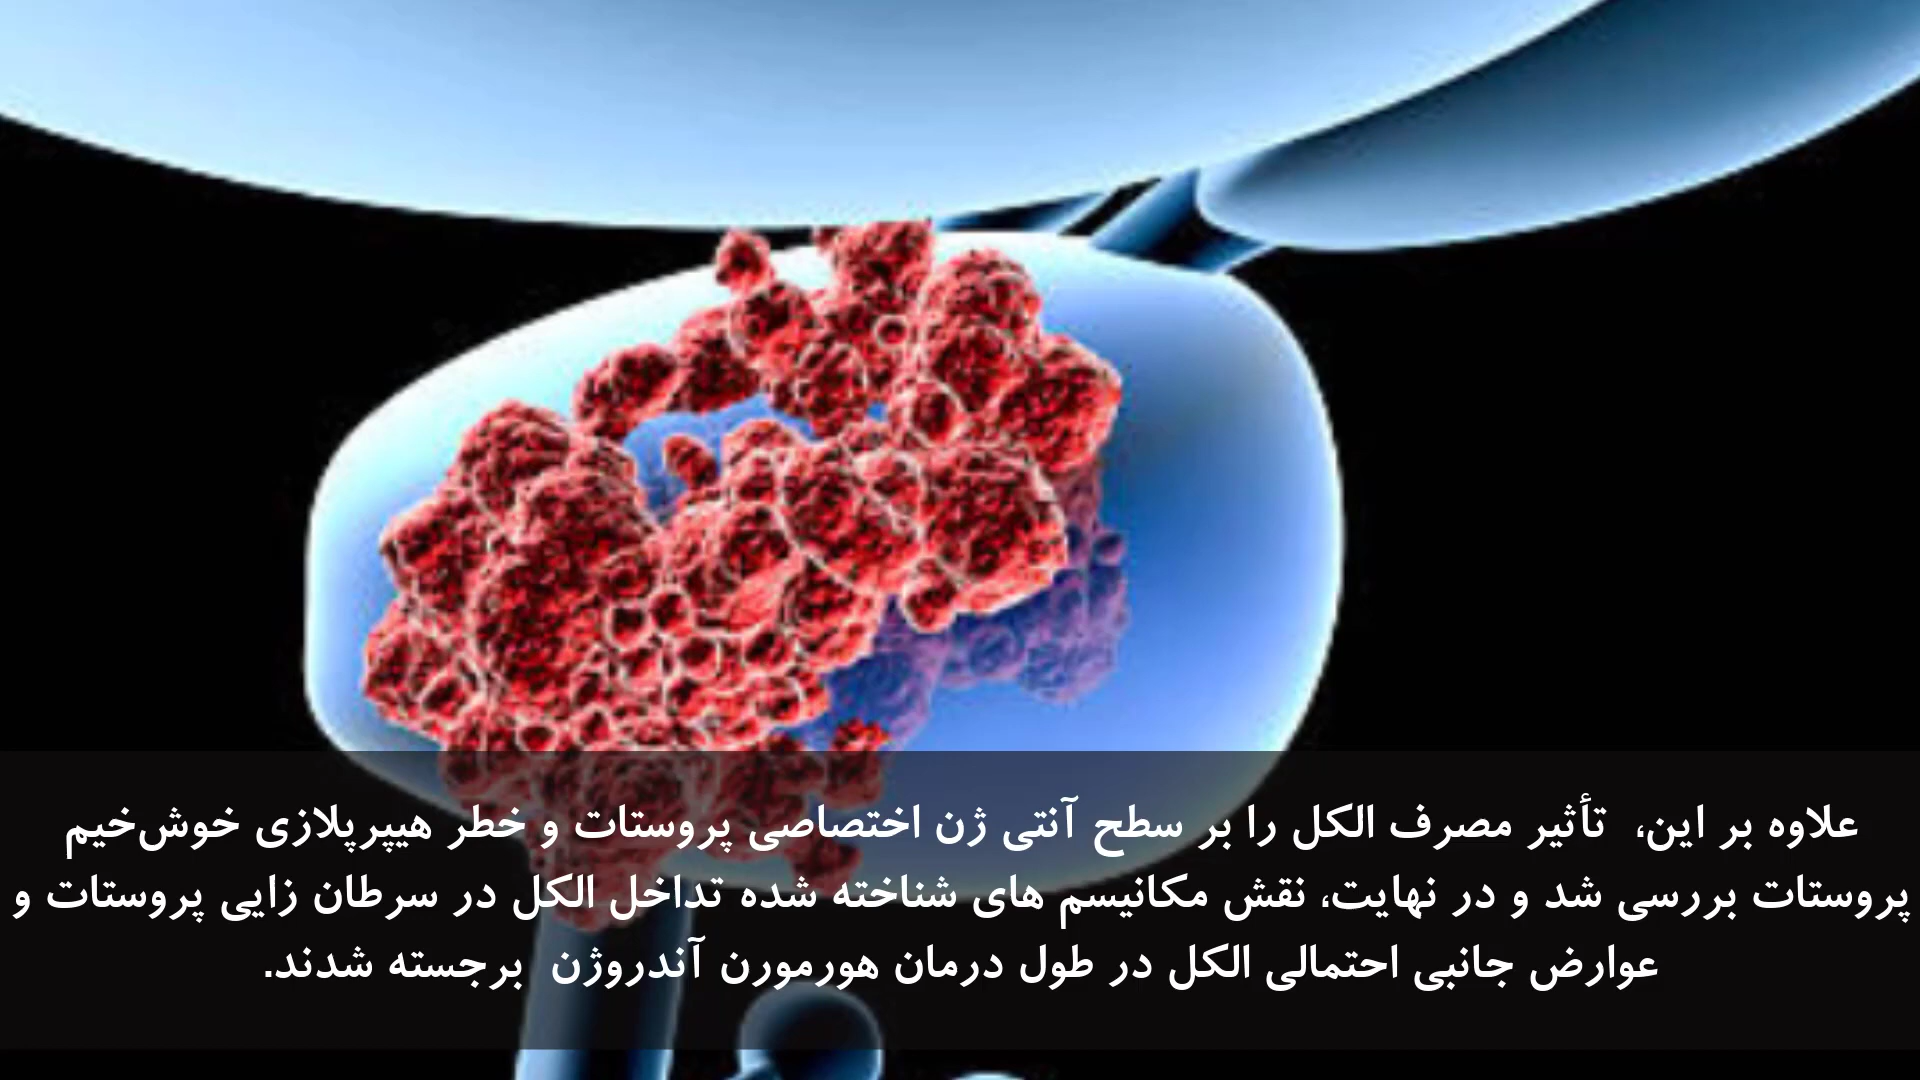 علاوه بر این،  تأثیر مصرف الکل را بر سطح آنتی ژن اختصاصی پروستات و خطر هیپرپلازی خوش‌خیم
پروستات بررسی شد و در نهایت، نقش مکانیسم های شناخته شده تداخل الکل در سرطان زایی پروستات و
عوارض جانبی احتمالی الکل در طول درمان هورمورن آندروژن  برجسته شدند.